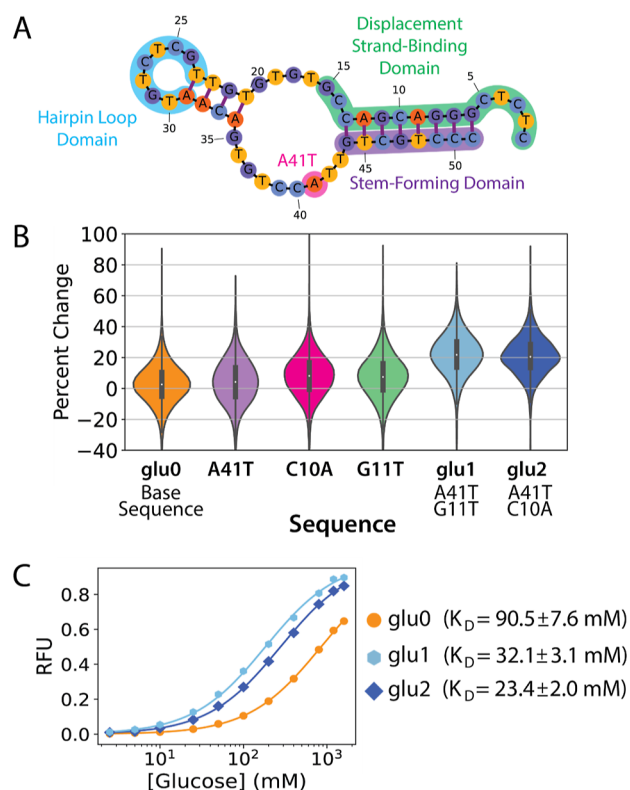 A
25
Displacement
Strand-Binding
Domain
20
15
10
5
Hairpin Loop
Domain
30
35
A41T
40
45
50
Stem-Forming Domain
C T C T C G G G A C G A C C G T G T G T G T T G C T C T G T A A C A G T G T C C A T T G T C G T C C C
B
Percent Change
100
80
60
40
20
0
−20
−40
glu0 A41T C10A G11T glu1 glu2
Base A41T A41T
Sequence G11T C10A
Sequence
C
RFU
0.8
0.6
0.4
0.2
0.0
10¹ 10² 10³
[Glucose] (mM)
glu0 (K_D= 90.5±7.6 mM)
glu1 (K_D= 32.1±3.1 mM)
glu2 (K_D= 23.4±2.0 mM)